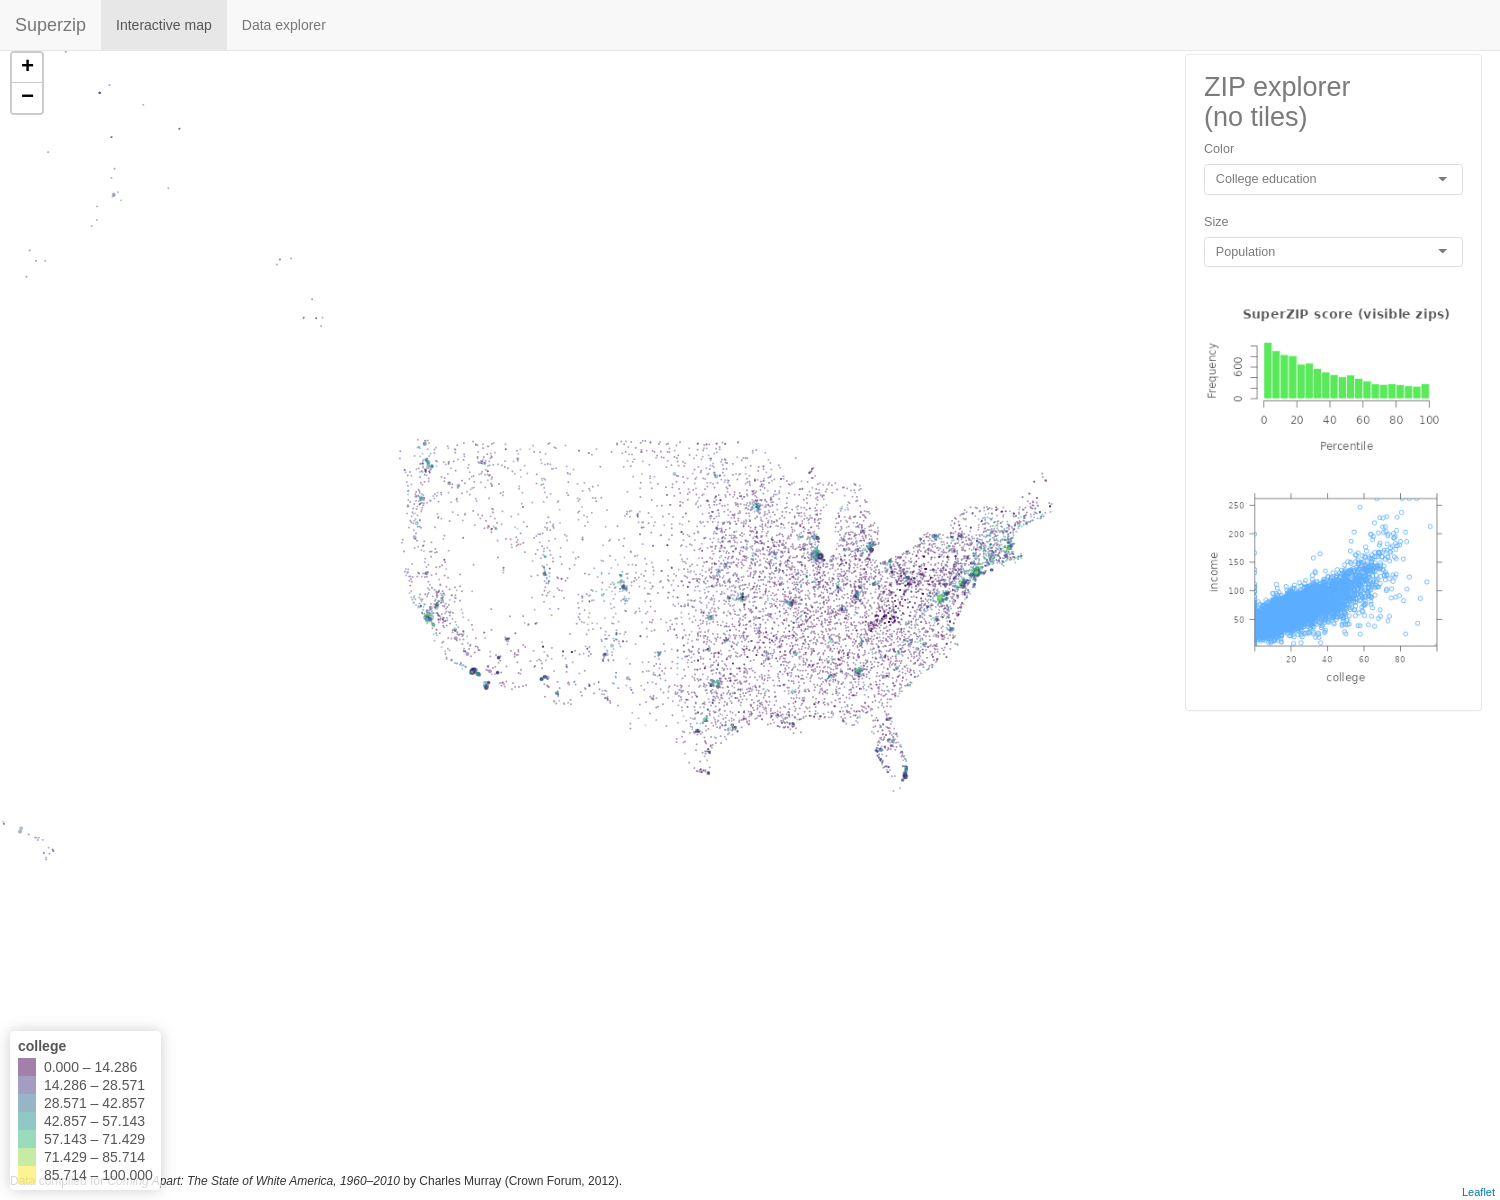 Superzip
Interactive map
Data explorer
+
−
ZIP explorer
(no tiles)
Color
College education
Size
Population
SuperZIP score (visible zips)
Frequency
0 600
0 20 40 60 80 100
Percentile
income
250
200
150
100
50
20 40 60 80
college
college
0.000 – 14.286
14.286 – 28.571
28.571 – 42.857
42.857 – 57.143
57.143 – 71.429
71.429 – 85.714
85.714 – 100.000
Data compiled for Coming Apart: The State of White America, 1960–2010 by Charles Murray (Crown Forum, 2012).
Leaflet